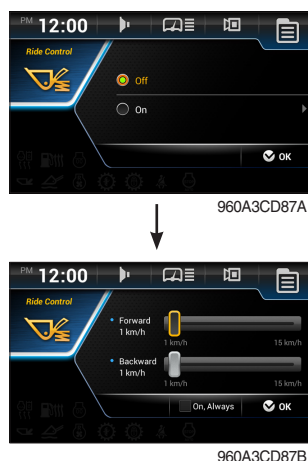 PM 12:00
Ride Control
Off
On
OK
960A3CD87A
PM 12:00
Ride Control
Forward
1 km/h
1 km/h 15 km/h
Backward
1 km/h
1 km/h 15 km/h
On, Always OK
960A3CD87B